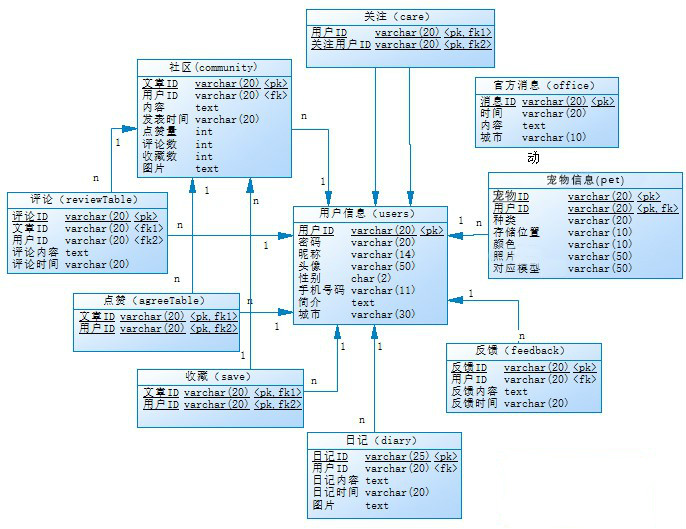 关注（care）
用户ID varchar(20) <pk,fk1>
关注用户ID varchar(20) <pk,fk2>
社区(community)
文章ID varchar(20) <pk>
用户ID varchar(20) <fk>
内容 text
发表时间 varchar(20)
点赞量 int
评论数 int
收藏数 int
图片 text
官方消息（office）
消息ID varchar(20) <pk>
时间 varchar(20)
内容 text
城市 varchar(10)
动
n
1
n
1
宠物信息(pet)
宠物ID varchar(20) <pk>
用户ID varchar(20) <pk,fk>
种类 varchar(20)
存储位置 varchar(10)
颜色 varchar(10)
照片 varchar(50)
对应模型 varchar(50)
评论（reviewTable）
评论ID varchar(20) <pk>
文章ID varchar(20) <fk1>
用户ID varchar(20) <fk2>
评论内容 text
评论时间 varchar(20)
1
1
用户信息（users）
用户ID varchar(20) <pk>
密码 varchar(20)
昵称 varchar(14)
头像 varchar(50)
性别 char(2)
手机号码 varchar(11)
简介 text
城市 varchar(30)
n
1
1
n
n
n
1
点赞（agreeTable）
文章ID varchar(20) <pk,fk1>
用户ID varchar(20) <pk,fk2>
n
1
1
1
1
n
反馈（feedback）
反馈ID varchar(20) <pk>
用户ID varchar(20) <fk>
反馈内容 text
反馈时间 varchar(20)
收藏（save）
文章ID varchar(20) <pk,fk1>
用户ID varchar(20) <pk,fk2>
n
n
日记（diary）
日记ID varchar(25) <pk>
用户ID varchar(20) <fk>
日记内容 text
日记时间 varchar(20)
图片 text